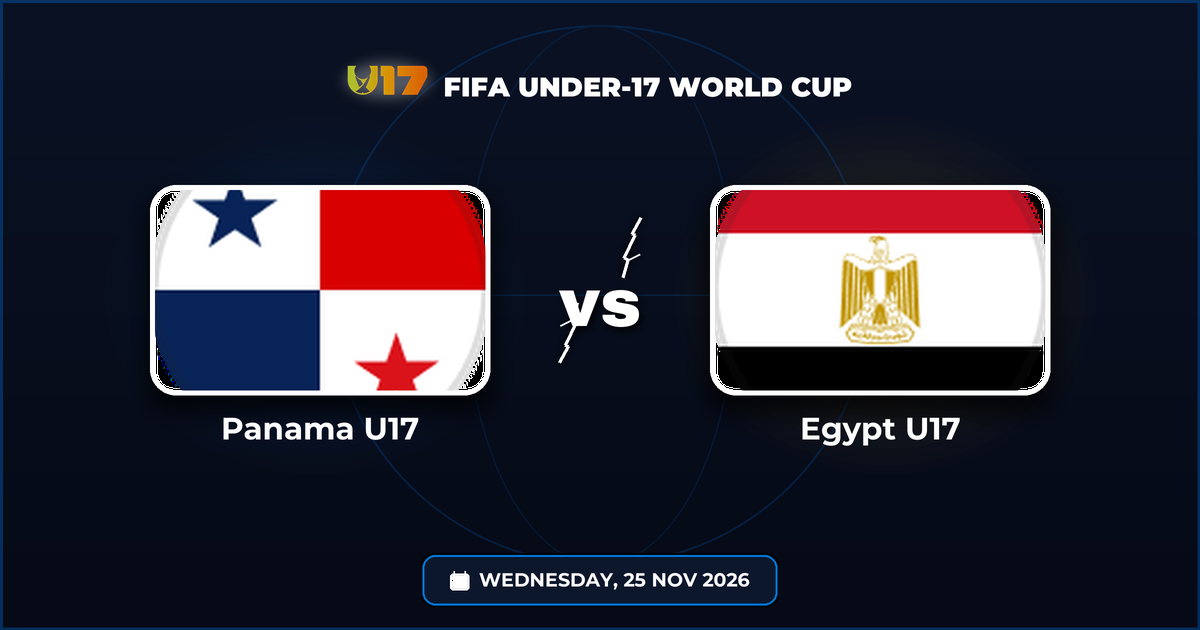 U17 FIFA UNDER-17 WORLD CUP
VS
Panama U17
Egypt U17
WEDNESDAY, 25 NOV 2026